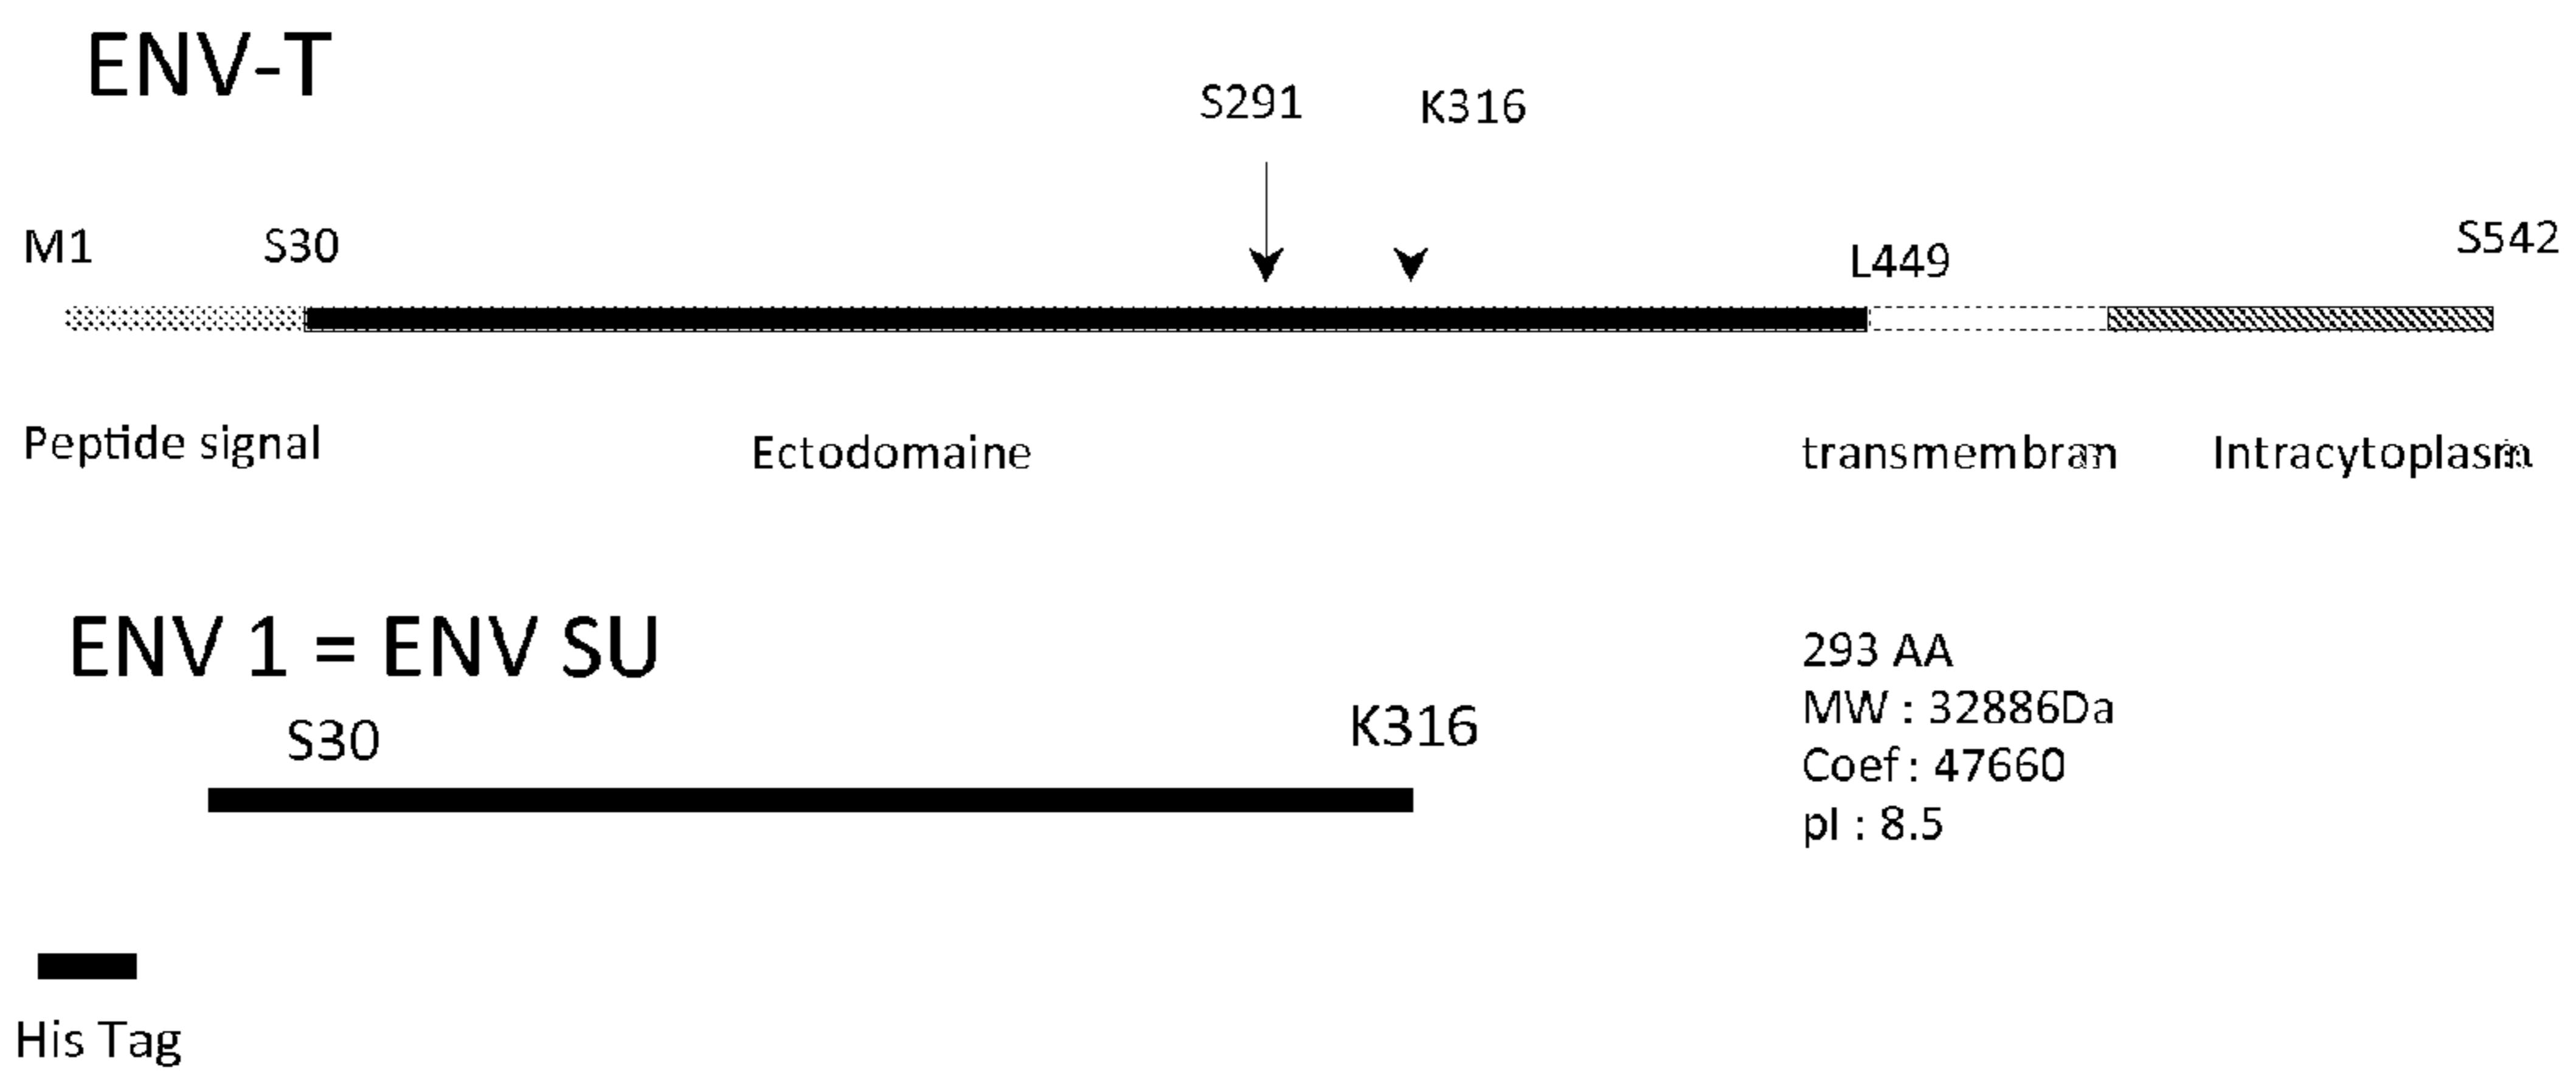 ENV-T
S291
K316
M1
S30
L449
S542
Peptide signal
Ectodomaine
transmembran
Intracytoplasm
ENV 1 = ENV SU
S30
K316
293 AA
MW : 32886Da
Coef : 47660
pI : 8.5
His Tag